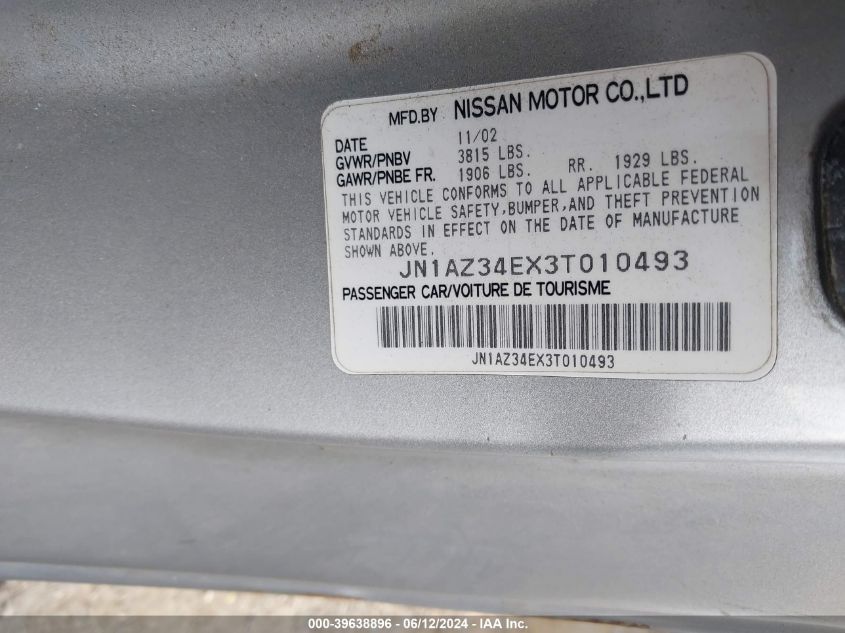 MFD.BY NISSAN MOTOR CO.,LTD
DATE 11/02
GVWR/PNBV 3815 LBS.
GAWR/PNBE FR. 1906 LBS. RR. 1929 LBS.
THIS VEHICLE CONFORMS TO ALL APPLICABLE FEDERAL
MOTOR VEHICLE SAFETY,BUMPER,AND THEFT PREVENTION
STANDARDS IN EFFECT ON THE DATE OF MANUFACTURE
SHOWN ABOVE.
JN1AZ34EX3T010493
PASSENGER CAR/VOITURE DE TOURISME
JN1AZ34EX3T010493
000-39638896 - 06/12/2024 - IAA Inc.